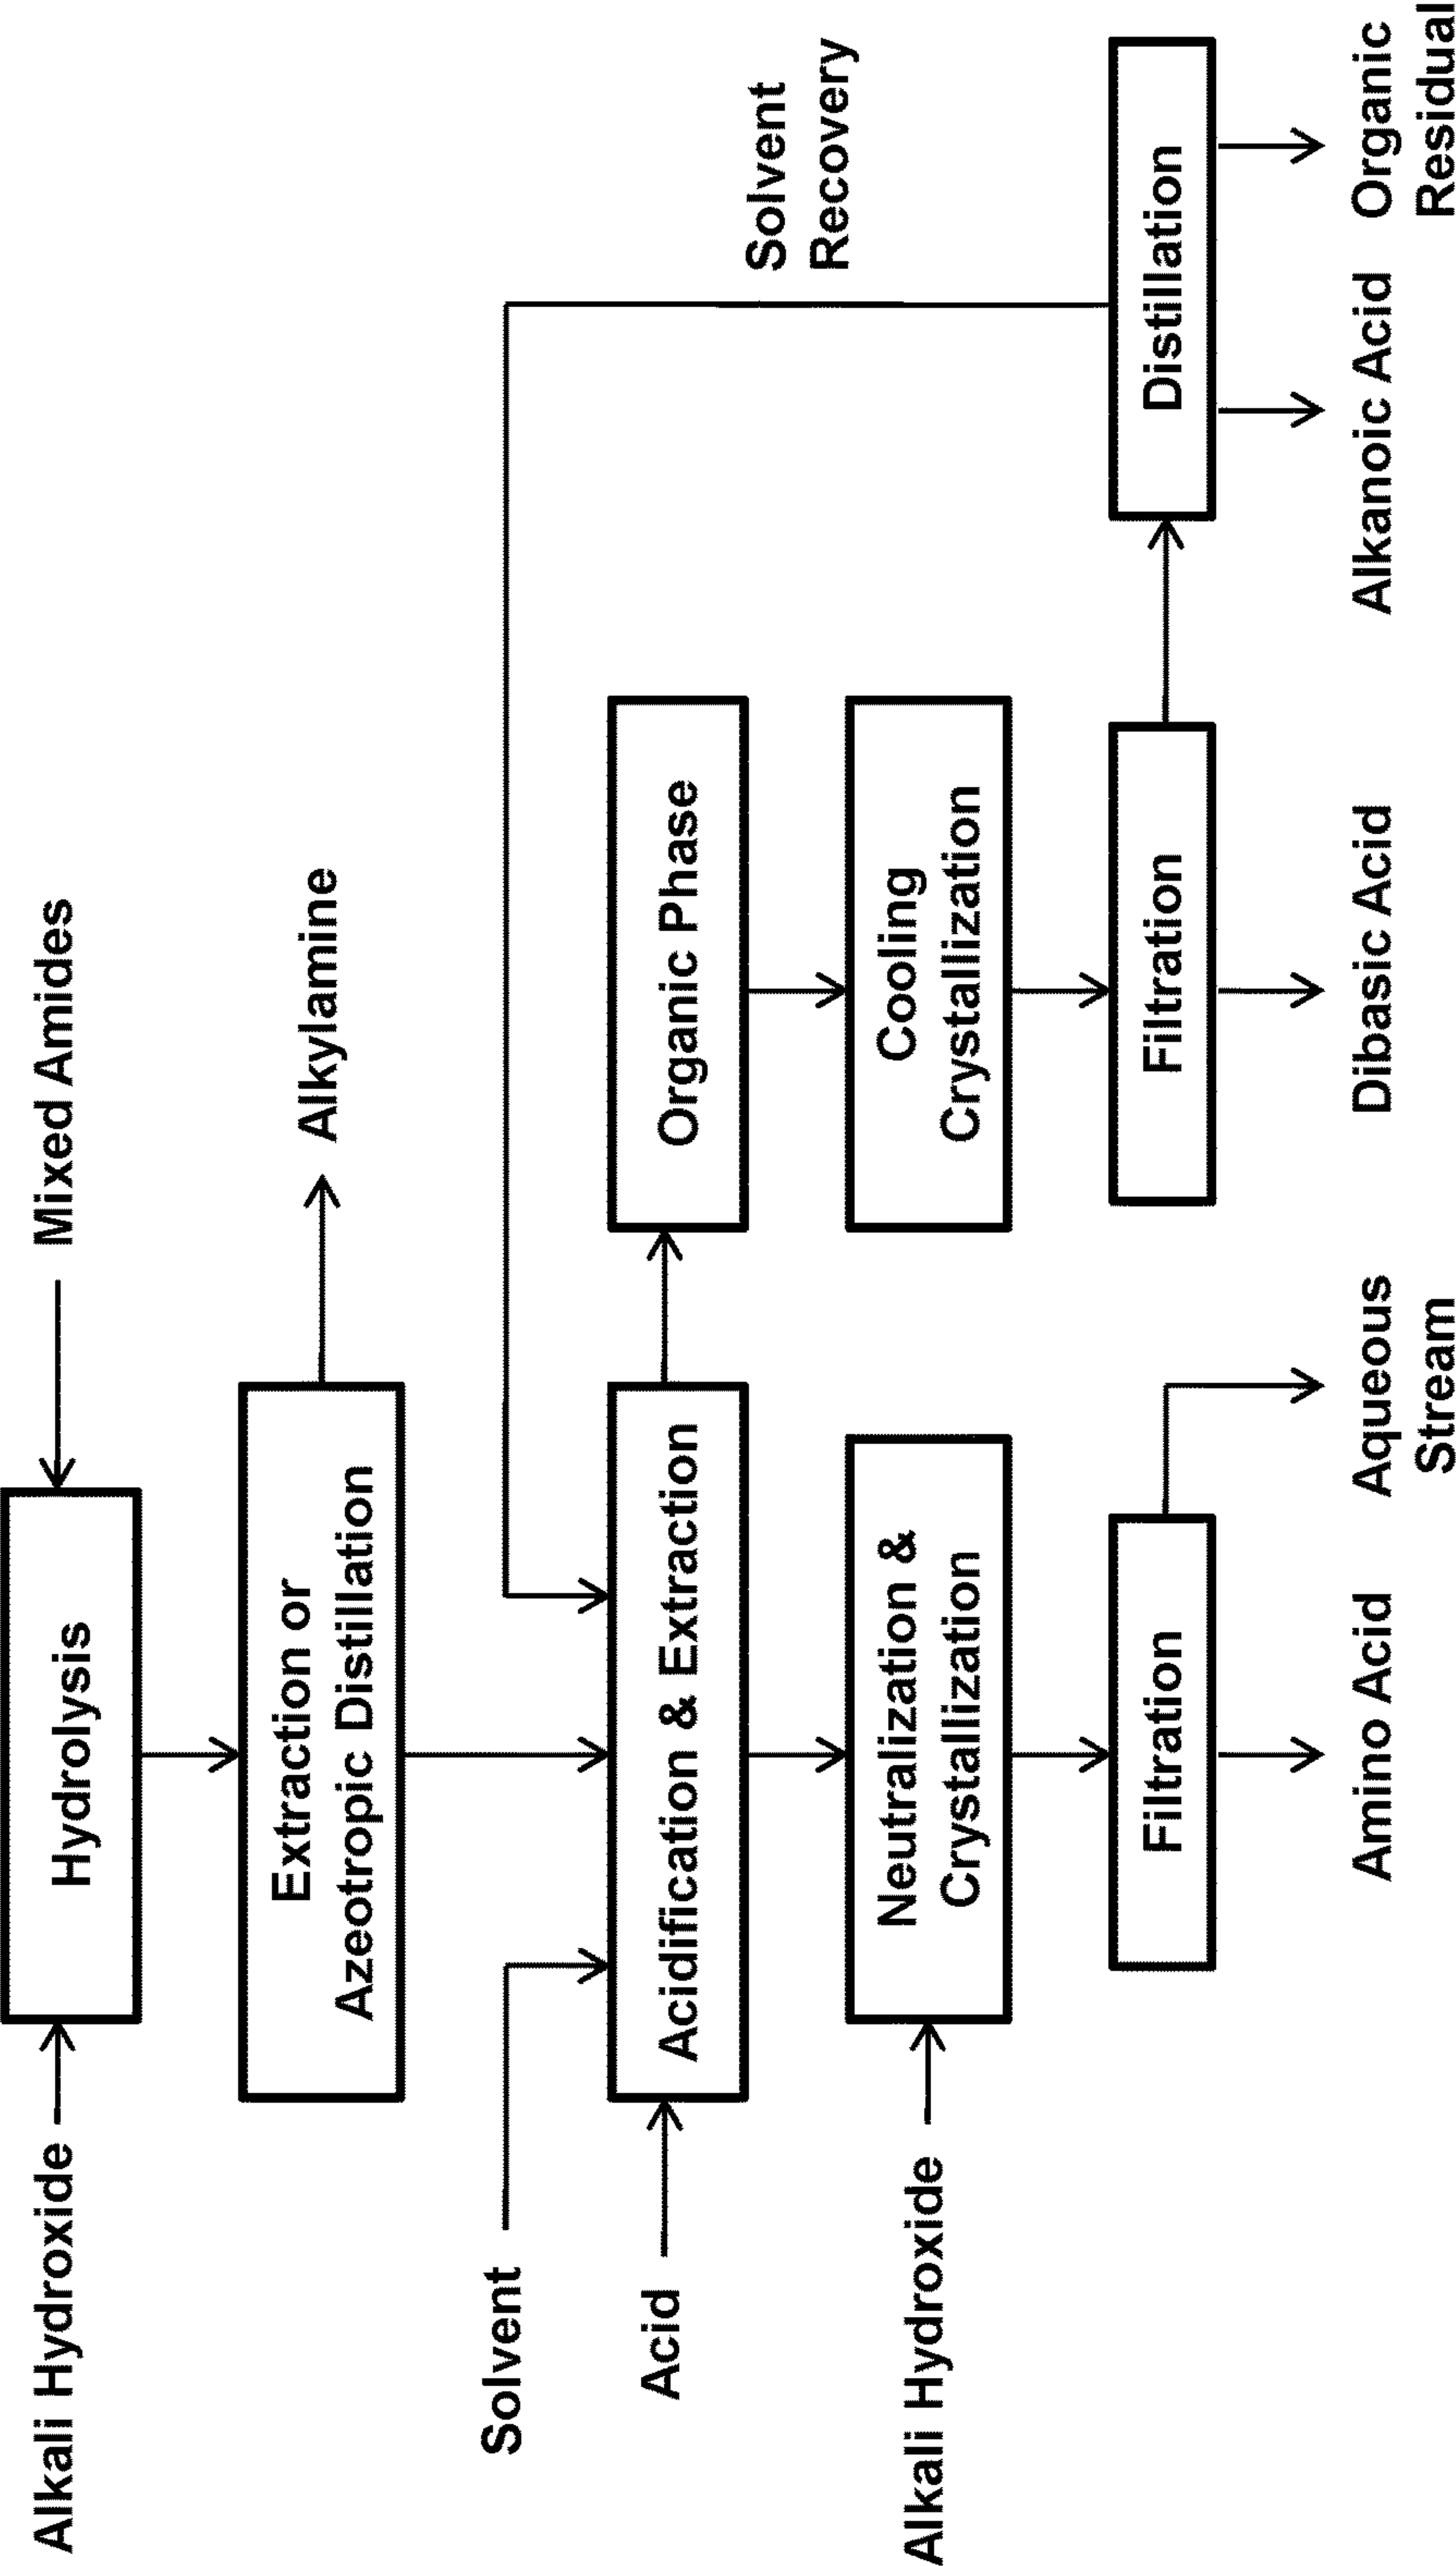 Alkali Hydroxide
Hydrolysis
Mixed Amides
Extraction or
Azeotropic Distillation
Alkylamine
Solvent
Solvent
Recovery
Acid
Acidification & Extraction
Organic Phase
Alkali Hydroxide
Neutralization &
Crystallization
Cooling
Crystallization
Filtration
Filtration
Distillation
Amino Acid
Aqueous
Stream
Dibasic Acid
Alkanoic Acid
Organic
Residual